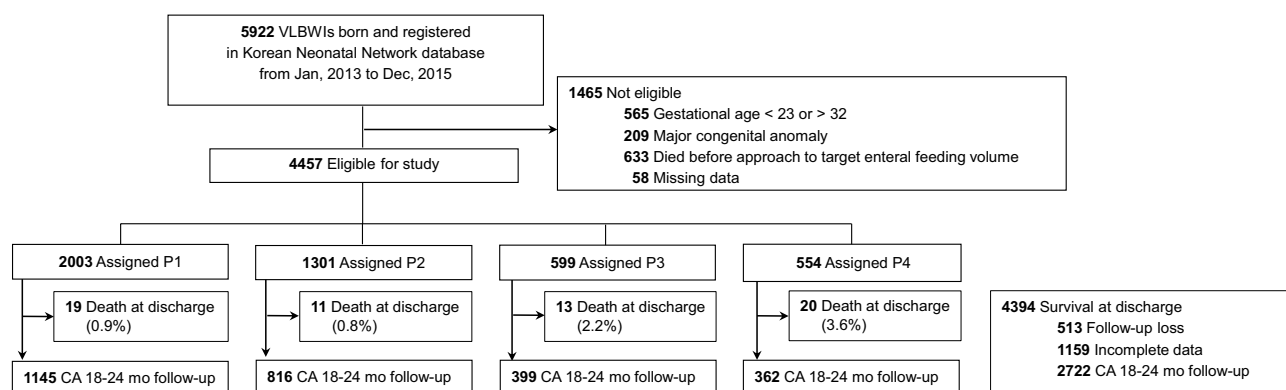 5922 VLBWIs born and registered
in Korean Neonatal Network database
from Jan, 2013 to Dec, 2015
1465 Not eligible
565 Gestational age < 23 or > 32
209 Major congenital anomaly
633 Died before approach to target enteral feeding volume
58 Missing data
4457 Eligible for study
2003 Assigned P1
1301 Assigned P2
599 Assigned P3
554 Assigned P4
19 Death at discharge
(0.9%)
11 Death at discharge
(0.8%)
13 Death at discharge
(2.2%)
20 Death at discharge
(3.6%)
4394 Survival at discharge
513 Follow-up loss
1159 Incomplete data
2722 CA 18-24 mo follow-up
1145 CA 18-24 mo follow-up
816 CA 18-24 mo follow-up
399 CA 18-24 mo follow-up
362 CA 18-24 mo follow-up